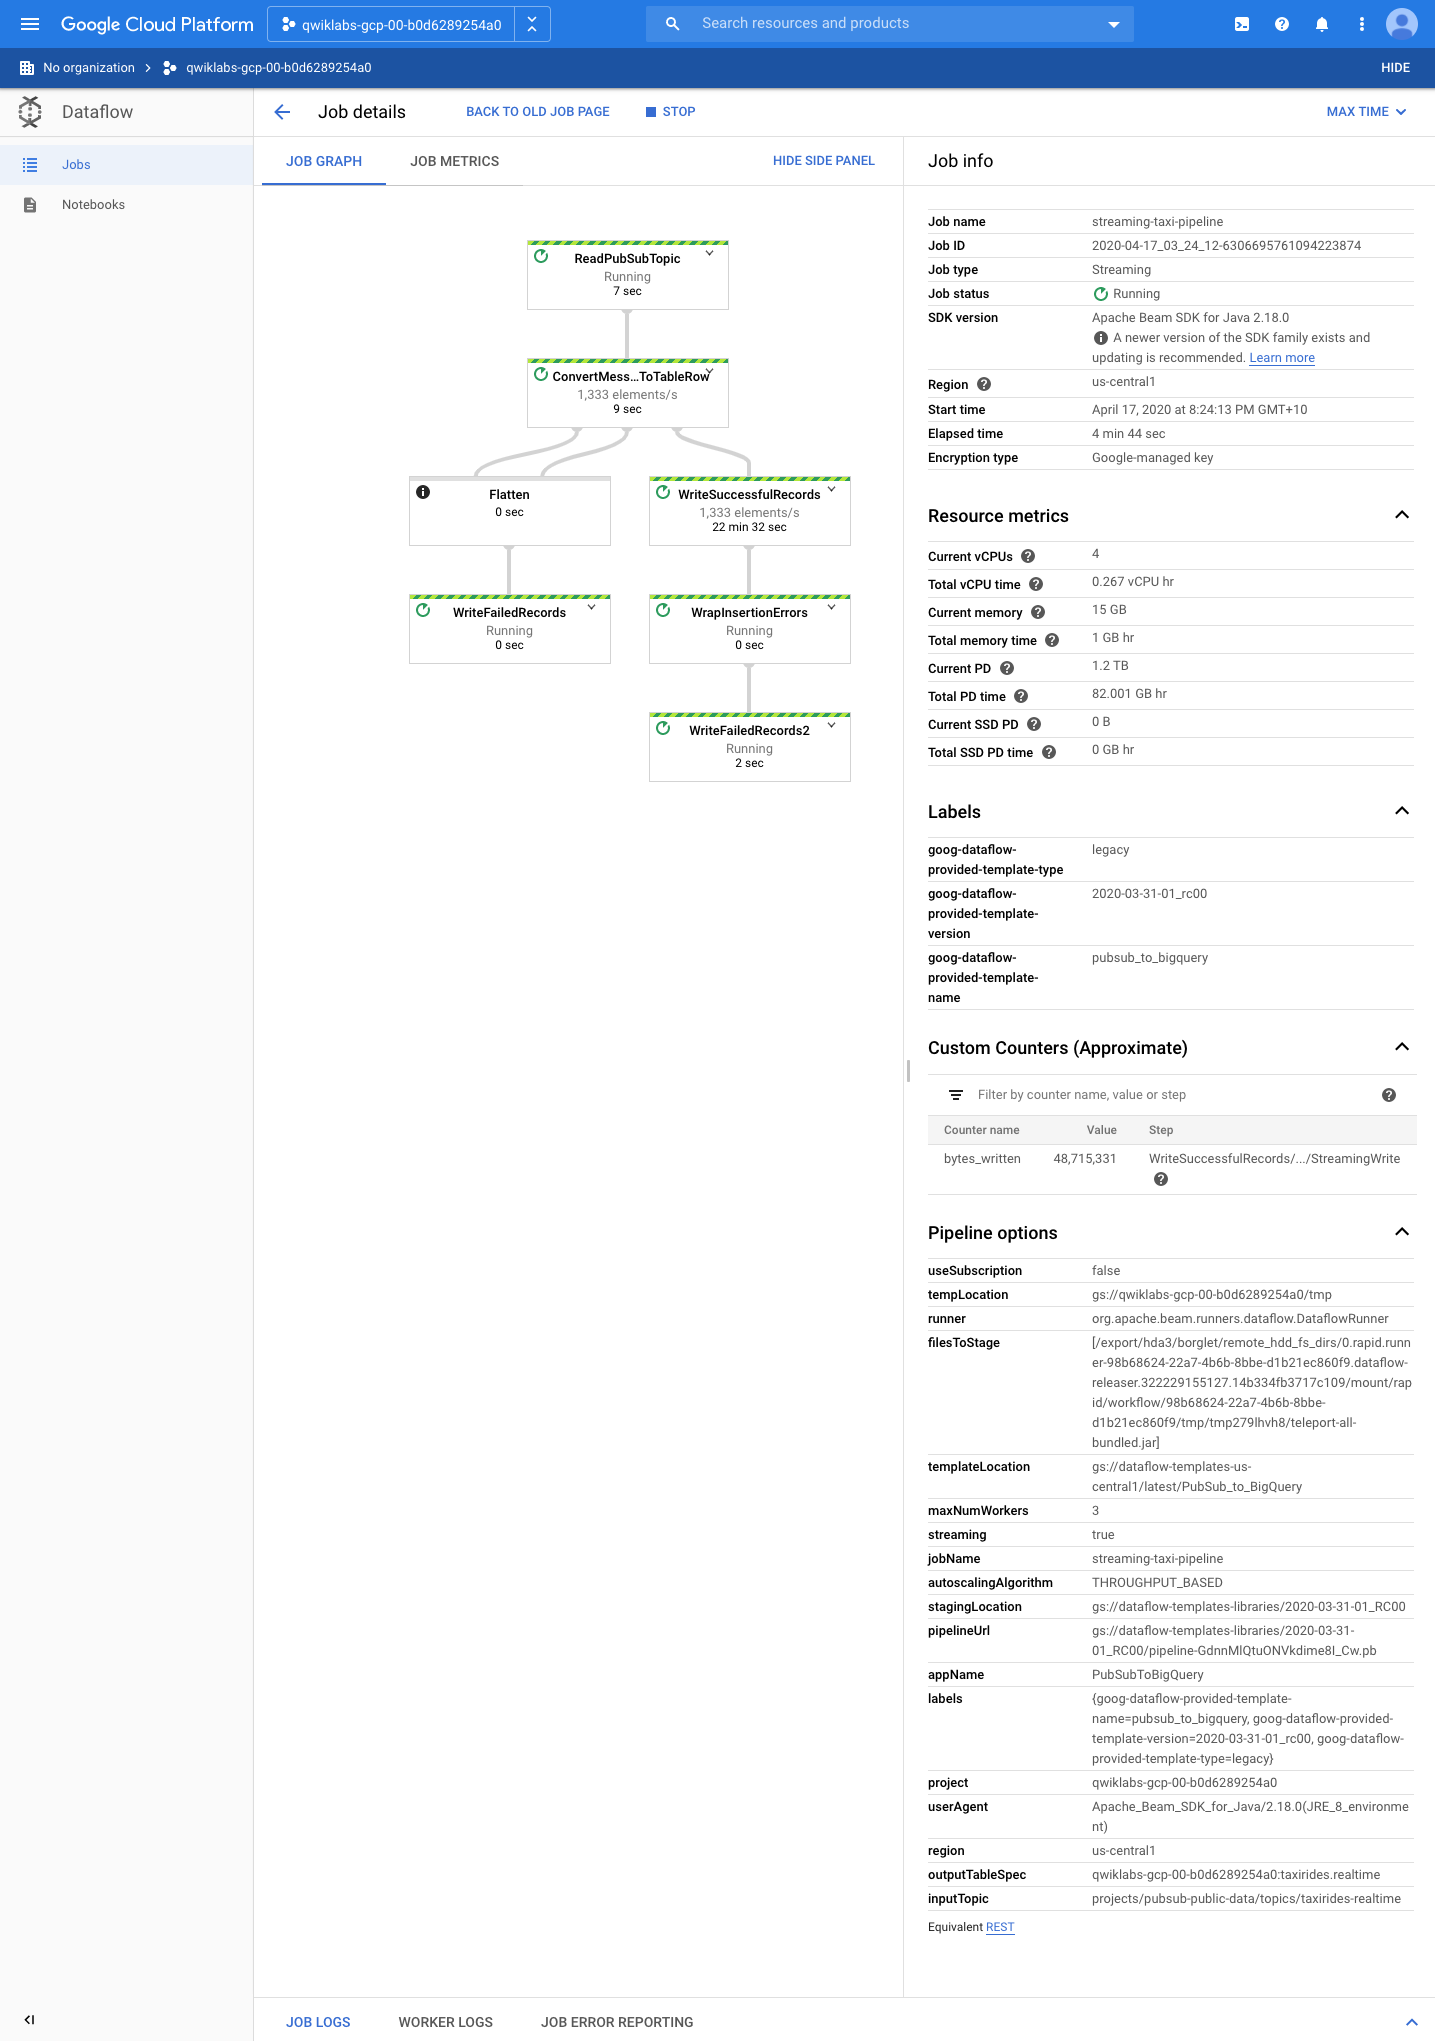 Google Cloud Platform
qwiklabs-gcp-00-b0d6289254a0
Search resources and products
No organization
qwiklabs-gcp-00-b0d6289254a0
HIDE
Dataflow
Job details
BACK TO OLD JOB PAGE
STOP
MAX TIME
Jobs
Notebooks
JOB GRAPH
JOB METRICS
HIDE SIDE PANEL
ReadPubSubTopic
Running
7 sec
ConvertMess...ToTableRow
1,333 elements/s
9 sec
Flatten
0 sec
WriteSuccessfulRecords
1,333 elements/s
22 min 32 sec
WriteFailedRecords
Running
0 sec
WrapInsertionErrors
Running
0 sec
WriteFailedRecords2
Running
2 sec
Job info
Job name streaming-taxi-pipeline
Job ID 2020-04-17_03_24_12-6306695761094223874
Job type Streaming
Job status Running
SDK version Apache Beam SDK for Java 2.18.0
A newer version of the SDK family exists and
updating is recommended. Learn more
Region us-central1
Start time April 17, 2020 at 8:24:13 PM GMT+10
Elapsed time 4 min 44 sec
Encryption type Google-managed key
Resource metrics
Current vCPUs 4
Total vCPU time 0.267 vCPU hr
Current memory 15 GB
Total memory time 1 GB hr
Current PD 1.2 TB
Total PD time 82.001 GB hr
Current SSD PD 0 B
Total SSD PD time 0 GB hr
Labels
goog-dataflow- legacy
provided-template-type
goog-dataflow- 2020-03-31-01_rc00
provided-template-
version
goog-dataflow- pubsub_to_bigquery
provided-template-
name
Custom Counters (Approximate)
Filter by counter name, value or step
Counter name Value Step
bytes_written 48,715,331 WriteSuccessfulRecords/.../StreamingWrite
Pipeline options
useSubscription false
tempLocation gs://qwiklabs-gcp-00-b0d6289254a0/tmp
runner org.apache.beam.runners.dataflow.DataflowRunner
filesToStage [/export/hda3/borglet/remote_hdd_fs_dirs/0.rapid.runn
er-98b68624-22a7-4b6b-8bbe-d1b21ec860f9.dataflow-
releaser.322229155127.14b334fb3717c109/mount/rap
id/workflow/98b68624-22a7-4b6b-8bbe-
d1b21ec860f9/tmp/tmp279lhvh8/teleport-all-
bundled.jar]
templateLocation gs://dataflow-templates-us-
central1/latest/PubSub_to_BigQuery
maxNumWorkers 3
streaming true
jobName streaming-taxi-pipeline
autoscalingAlgorithm THROUGHPUT_BASED
stagingLocation gs://dataflow-templates-libraries/2020-03-31-01_RC00
pipelineUrl gs://dataflow-templates-libraries/2020-03-31-
01_RC00/pipeline-GdnnMlQtuONVkdime8I_Cw.pb
appName PubSubToBigQuery
labels {goog-dataflow-provided-template-
name=pubsub_to_bigquery, goog-dataflow-provided-
template-version=2020-03-31-01_rc00, goog-dataflow-
provided-template-type=legacy}
project qwiklabs-gcp-00-b0d6289254a0
userAgent Apache_Beam_SDK_for_Java/2.18.0(JRE_8_environme
nt)
region us-central1
outputTableSpec qwiklabs-gcp-00-b0d6289254a0:taxirides.realtime
inputTopic projects/pubsub-public-data/topics/taxirides-realtime
Equivalent REST
JOB LOGS
WORKER LOGS
JOB ERROR REPORTING